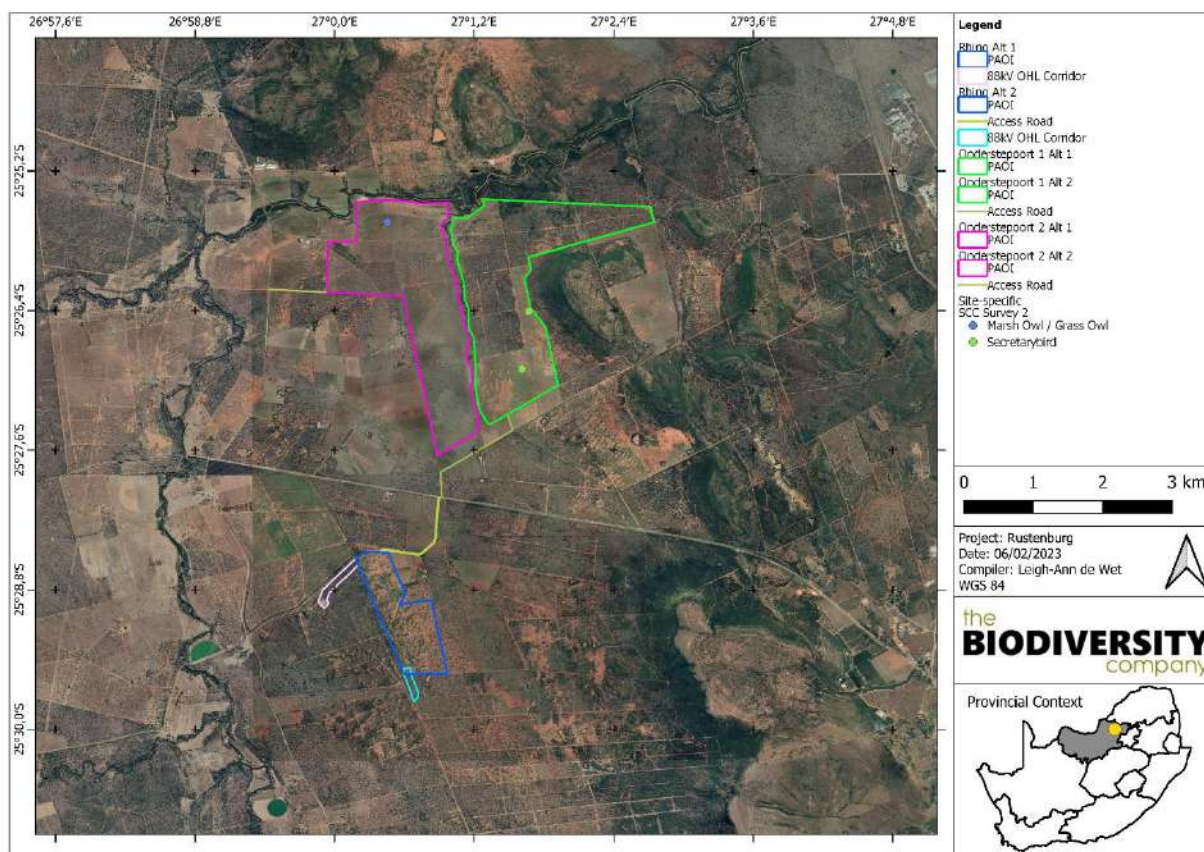 26°57,6'E 26°58,8'E 27°0,0'E 27°1,2'E 27°2,4'E 27°3,6'E 27°4,8'E
25°25,2'S
25°26,4'S
25°27,6'S
25°28,8'S
25°30,0'S
Legend
Rhino Alt 1
PAOI
88kV OHL Corridor
Rhino Alt 2
PAOI
Access Road
88kV OHL Corridor
Onderstepoort 1 Alt 1
PAOI
Onderstepoort 1 Alt 2
PAOI
Access Road
Onderstepoort 2 Alt 1
PAOI
Onderstepoort 2 Alt 2
PAOI
Access Road
Site-specific
SCC Survey 2
Marsh Owl / Grass Owl
Secretarybird
0 1 2 3 km
Project: Rustenburg
Date: 06/02/2023
Compiler: Leigh-Ann de Wet
WGS 84
the
BIODIVERSITY
company
Provincial Context